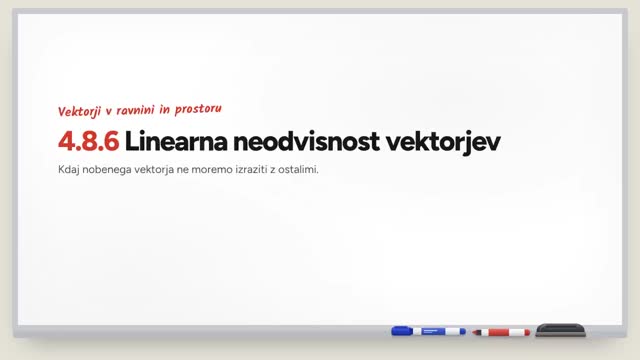 Vektorji v ravnini in prostoru
4.8.6 Linearna neodvisnost vektorjev
Kdaj nobenega vektorja ne moremo izraziti z ostalimi.